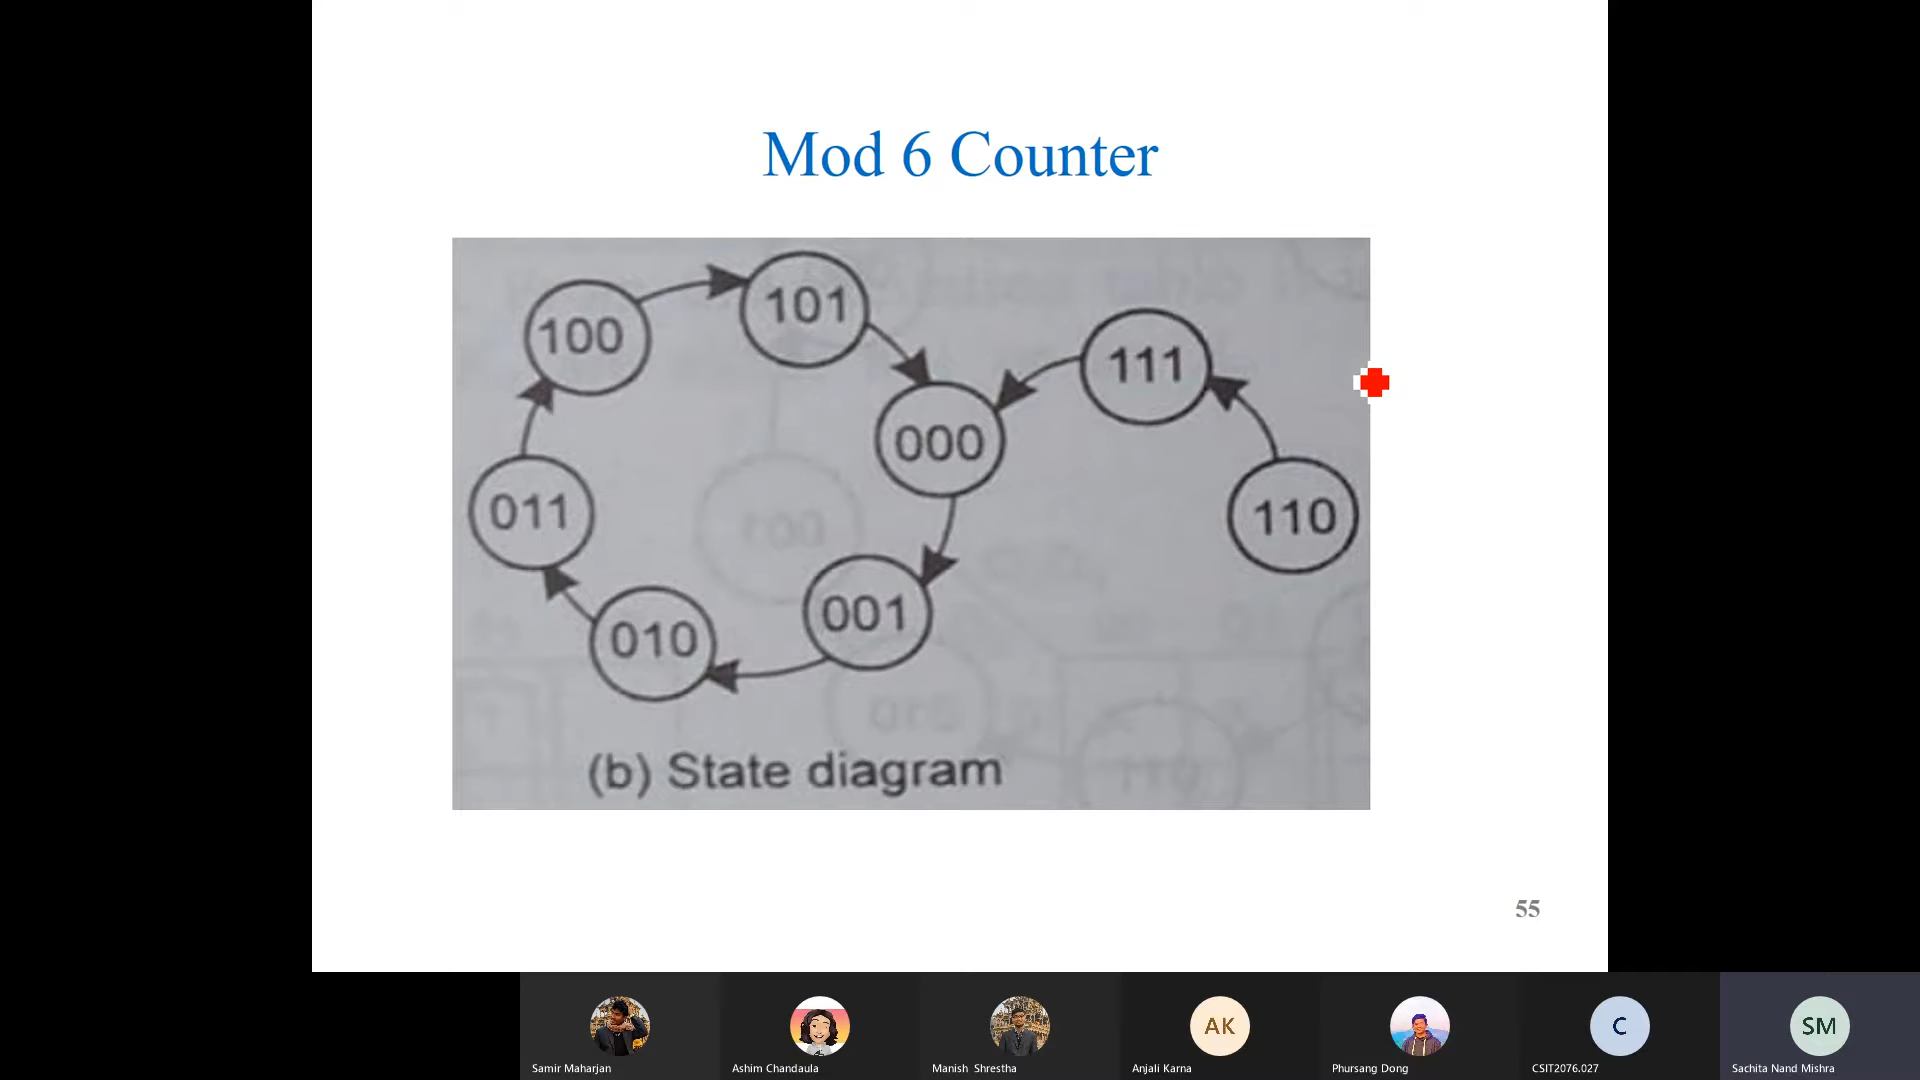 Mod 6 Counter
100
101
111
000
011
110
001
010
(b) State diagram
55
AK
C
SM
Samir Maharjan
Ashim Chandaula
Manish Shrestha
Anjali Karna
Phursang Dong
CSIT2076.027
Sachita Nand Mishra